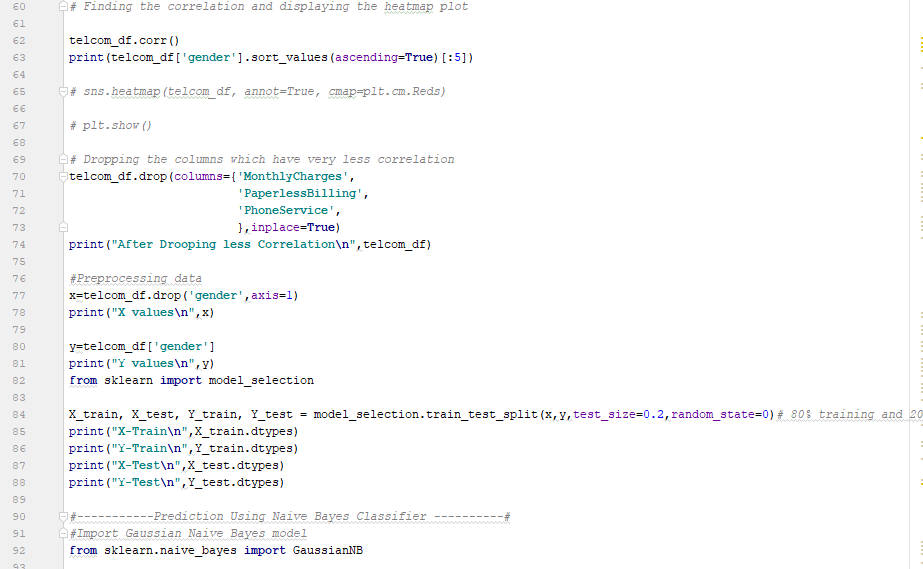 60 # Finding the correlation and displaying the heatmap plot
61
62 telcom_df.corr()
63 print(telcom_df['gender'].sort_values(ascending=True)[:5])
64
65 # sns.heatmap(telcom_df, annot=True, cmap=plt.cm.Reds)
66
67 # plt.show()
68
69 # Dropping the columns which have very less correlation
70 telcom_df.drop(columns={'MonthlyCharges',
71 'PaperlessBilling',
72 'PhoneService',
73 },inplace=True)
74 print("After Drooping less Correlation\n",telcom_df)
75
76 #Preprocessing data
77 x=telcom_df.drop('gender',axis=1)
78 print("X values\n",x)
79
80 y=telcom_df['gender']
81 print("Y values\n",y)
82 from sklearn import model_selection
83
84 X_train, X_test, Y_train, Y_test = model_selection.train_test_split(x,y,test_size=0.2,random_state=0)# 80% training and 20
85 print("X-Train\n",X_train.dtypes)
86 print("Y-Train\n",Y_train.dtypes)
87 print("X-Test\n",X_test.dtypes)
88 print("Y-Test\n",Y_test.dtypes)
89
90 #-----------Prediction Using Naive Bayes Classifier ----------#
91 #Import Gaussian Naive Bayes model
92 from sklearn.naive_bayes import GaussianNB
93